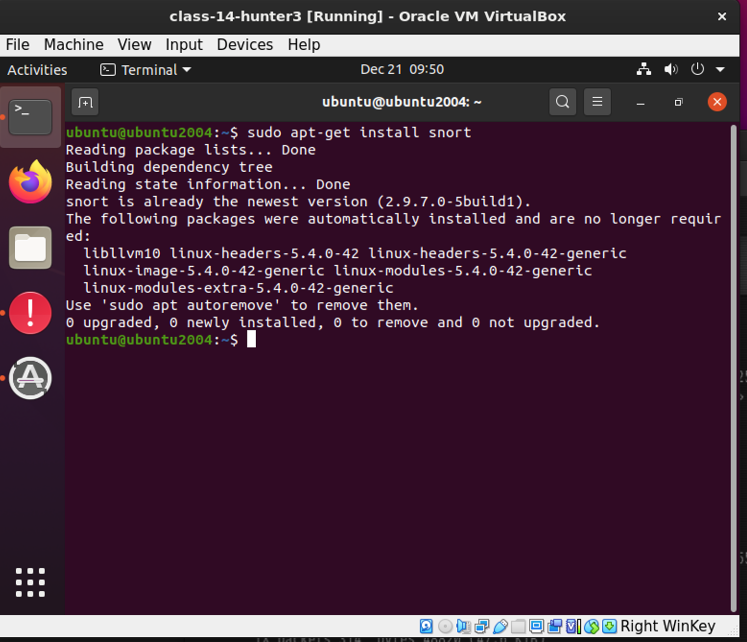 class-14-hunter3 [Running] - Oracle VM VirtualBox
File Machine View Input Devices Help
Activities Terminal Dec 21 09:50
ubuntu@ubuntu2004: ~
ubuntu@ubuntu2004:~$ sudo apt-get install snort
Reading package lists... Done
Building dependency tree
Reading state information... Done
snort is already the newest version (2.9.7.0-5build1).
The following packages were automatically installed and are no longer requir
ed:
libllvm10 linux-headers-5.4.0-42 linux-headers-5.4.0-42-generic
linux-image-5.4.0-42-generic linux-modules-5.4.0-42-generic
linux-modules-extra-5.4.0-42-generic
Use 'sudo apt autoremove' to remove them.
0 upgraded, 0 newly installed, 0 to remove and 0 not upgraded.
ubuntu@ubuntu2004:~$
Right WinKey